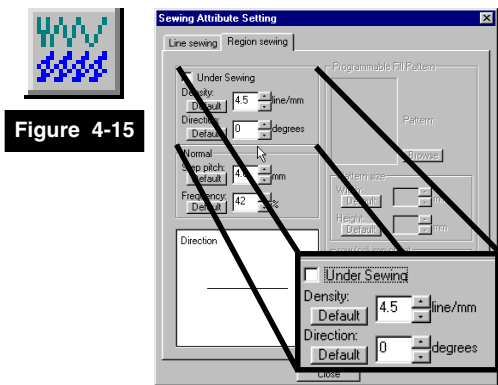 Figure 4-15
Sewing Attribute Setting
Line sewing Region sewing
Under Sewing
Density:
Default 4.5 line/mm
Direction:
Default 0 degrees
Normal
Step pitch:
Default mm
Frequency:
Default 42 %
Direction
Programmable Fill Pattern
Pattern:
Browse
Pattern size
Default mm
Height:
Default mm
Under Sewing
Density:
Default 4.5 line/mm
Direction:
Default 0 degrees
Close